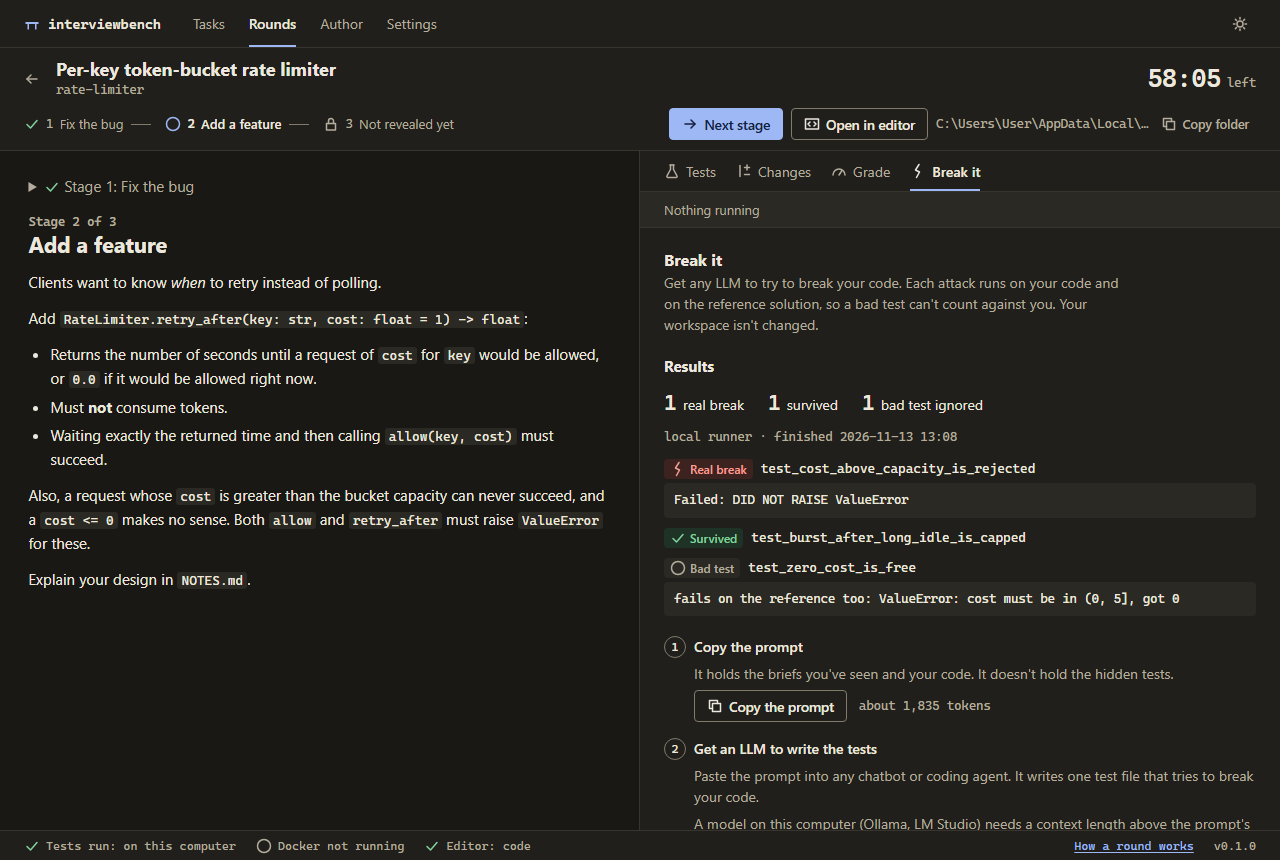 interviewbench Tasks Rounds Author Settings
Per-key token-bucket rate limiter
rate-limiter
58:05 left
1 Fix the bug 2 Add a feature 3 Not revealed yet
Next stage Open in editor C:\Users\User\AppData\Local\… Copy folder
Stage 1: Fix the bug
Stage 2 of 3
Add a feature
Clients want to know when to retry instead of polling.
Add RateLimiter.retry_after(key: str, cost: float = 1) -> float:
• Returns the number of seconds until a request of cost for key would be allowed,
or 0.0 if it would be allowed right now.
• Must not consume tokens.
• Waiting exactly the returned time and then calling allow(key, cost) must
succeed.
Also, a request whose cost is greater than the bucket capacity can never succeed, and
a cost <= 0 makes no sense. Both allow and retry_after must raise ValueError
for these.
Explain your design in NOTES.md.
Tests Changes Grade Break it
Nothing running
Break it
Get any LLM to try to break your code. Each attack runs on your code and
on the reference solution, so a bad test can't count against you. Your
workspace isn't changed.
Results
1 real break 1 survived 1 bad test ignored
local runner · finished 2026-11-13 13:08
Real break test_cost_above_capacity_is_rejected
Failed: DID NOT RAISE ValueError
Survived test_burst_after_long_idle_is_capped
Bad test test_zero_cost_is_free
fails on the reference too: ValueError: cost must be in (0, 5], got 0
1 Copy the prompt
It holds the briefs you've seen and your code. It doesn't hold the hidden tests.
Copy the prompt about 1,835 tokens
2 Get an LLM to write the tests
Paste the prompt into any chatbot or coding agent. It writes one test file that tries to break
your code.
A model on this computer (Ollama, LM Studio) needs a context length above the prompt's
Tests run: on this computer Docker not running Editor: code How a round works v0.1.0